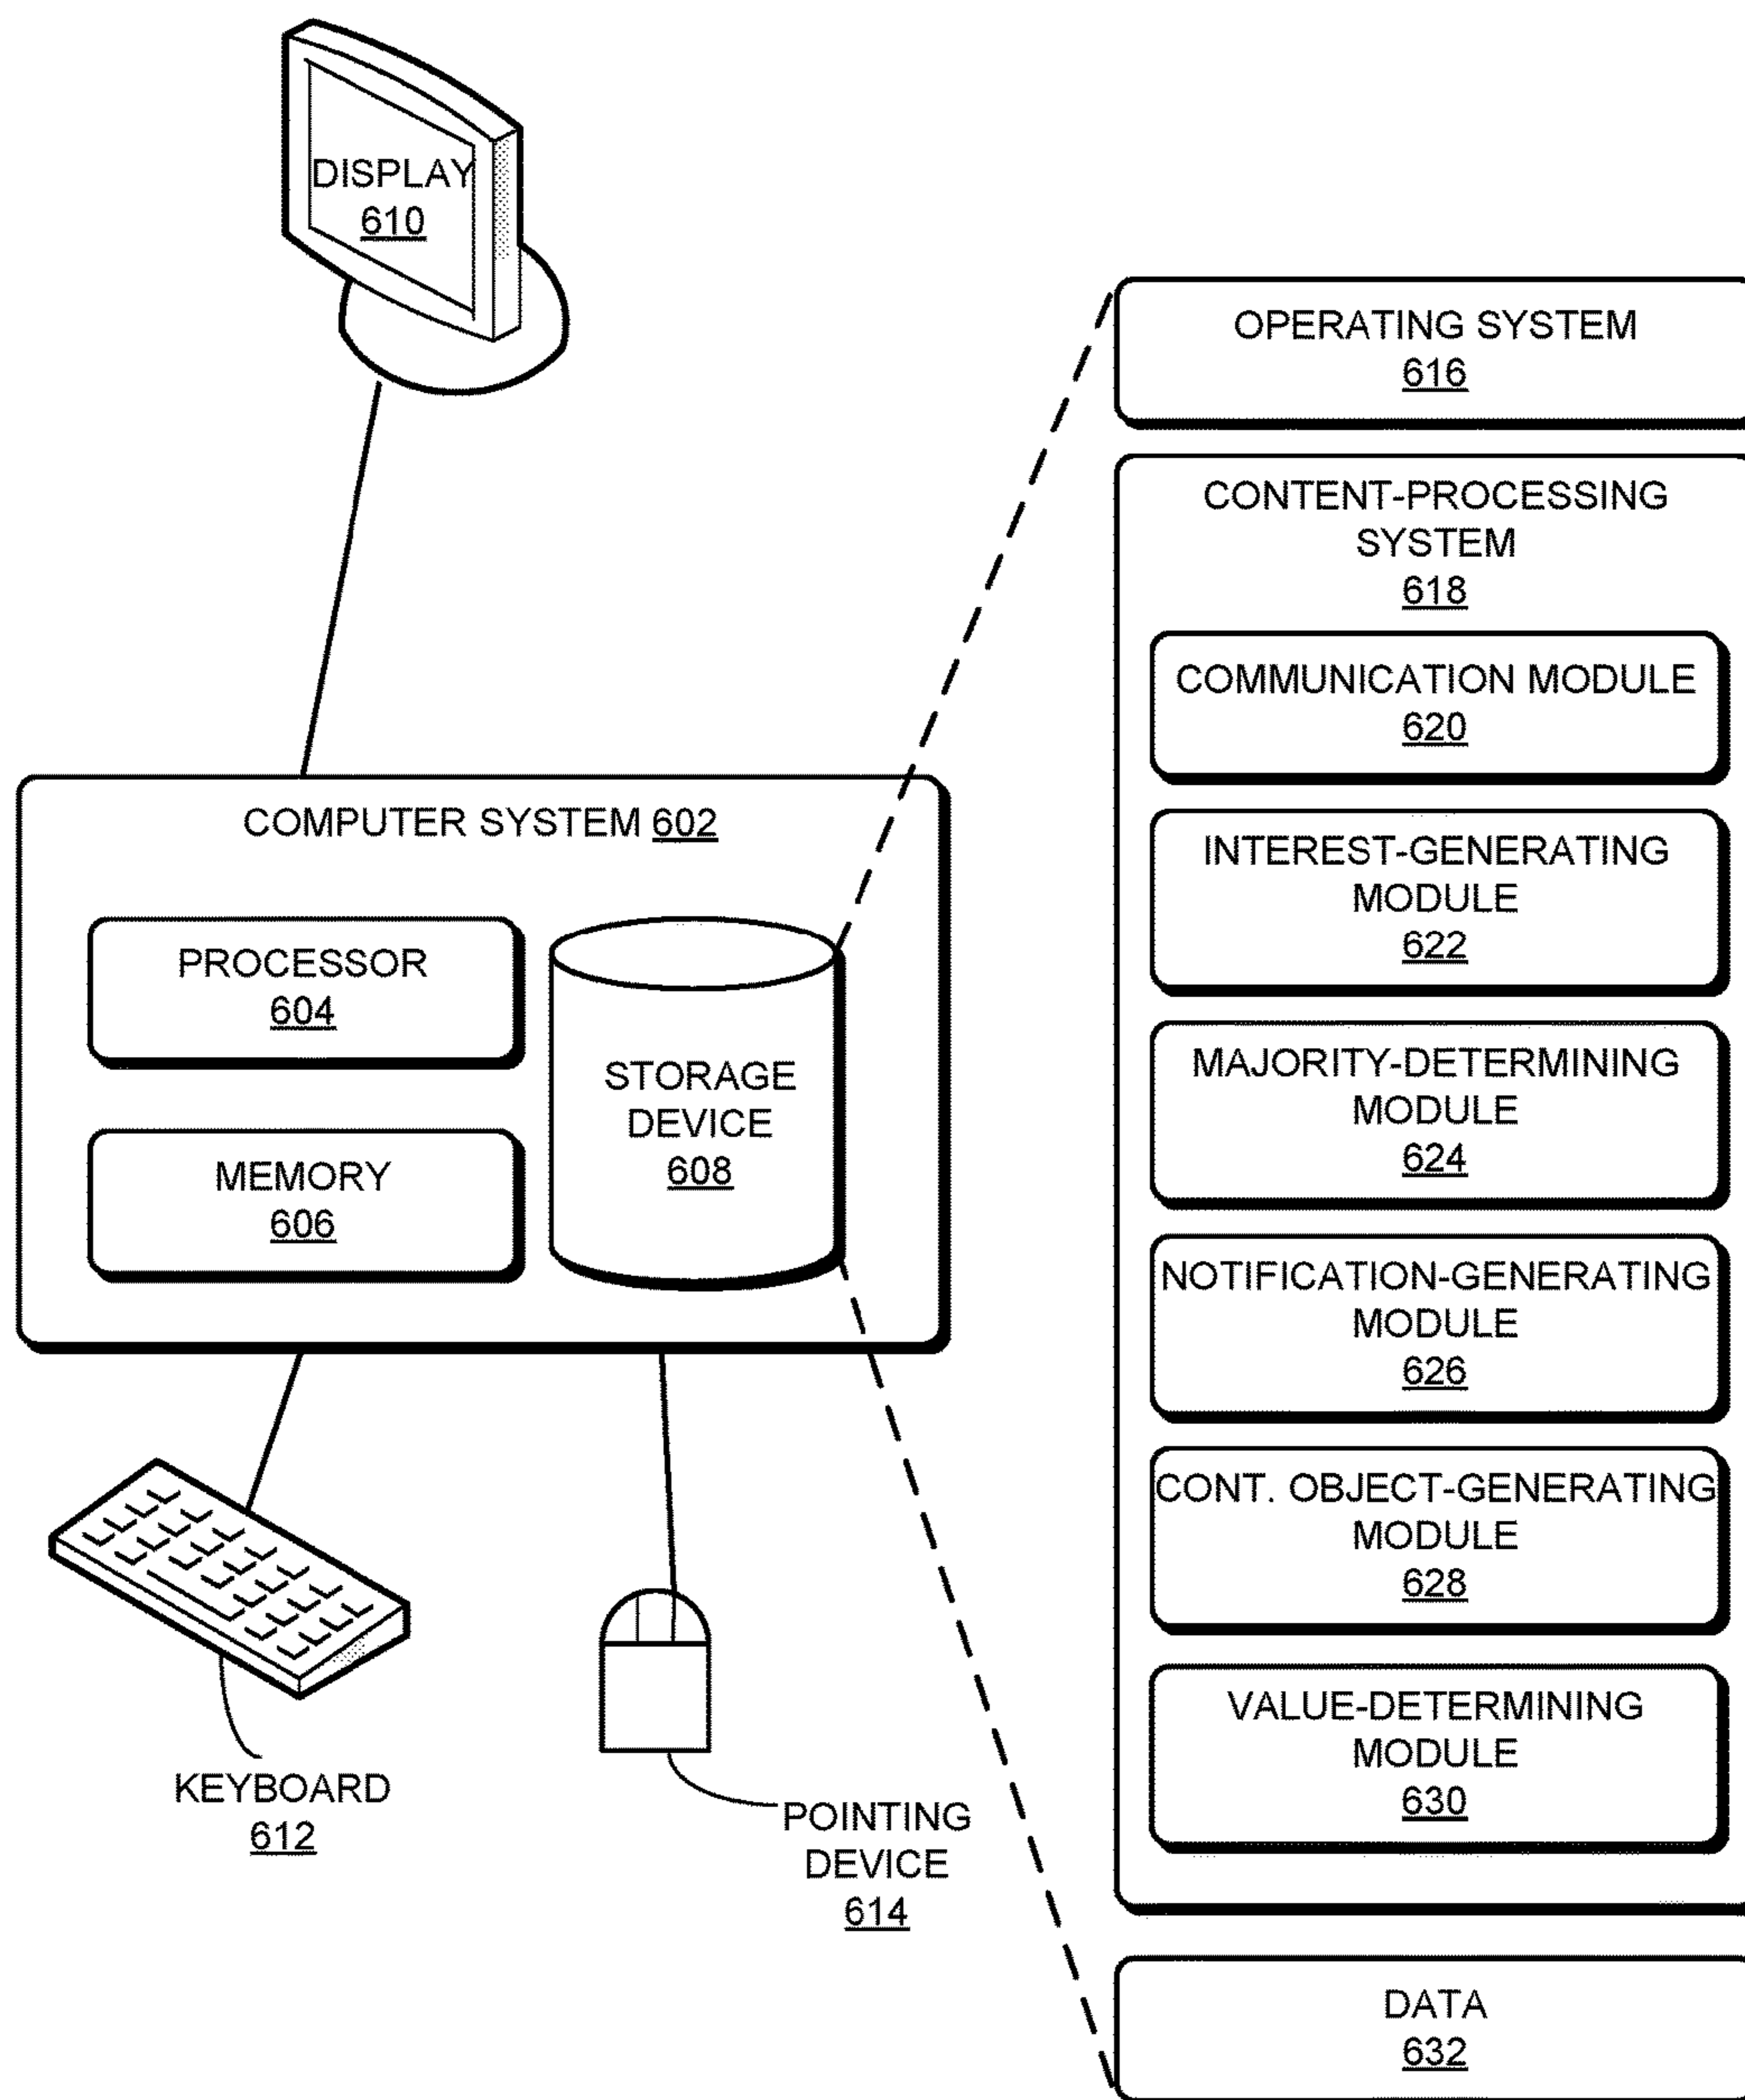 DISPLAY
610
COMPUTER SYSTEM 602
PROCESSOR
604
MEMORY
606
STORAGE
DEVICE
608
KEYBOARD
612
POINTING
DEVICE
614
OPERATING SYSTEM
616
CONTENT-PROCESSING
SYSTEM
618
COMMUNICATION MODULE
620
INTEREST-GENERATING
MODULE
622
MAJORITY-DETERMINING
MODULE
624
NOTIFICATION-GENERATING
MODULE
626
CONT. OBJECT-GENERATING
MODULE
628
VALUE-DETERMINING
MODULE
630
DATA
632